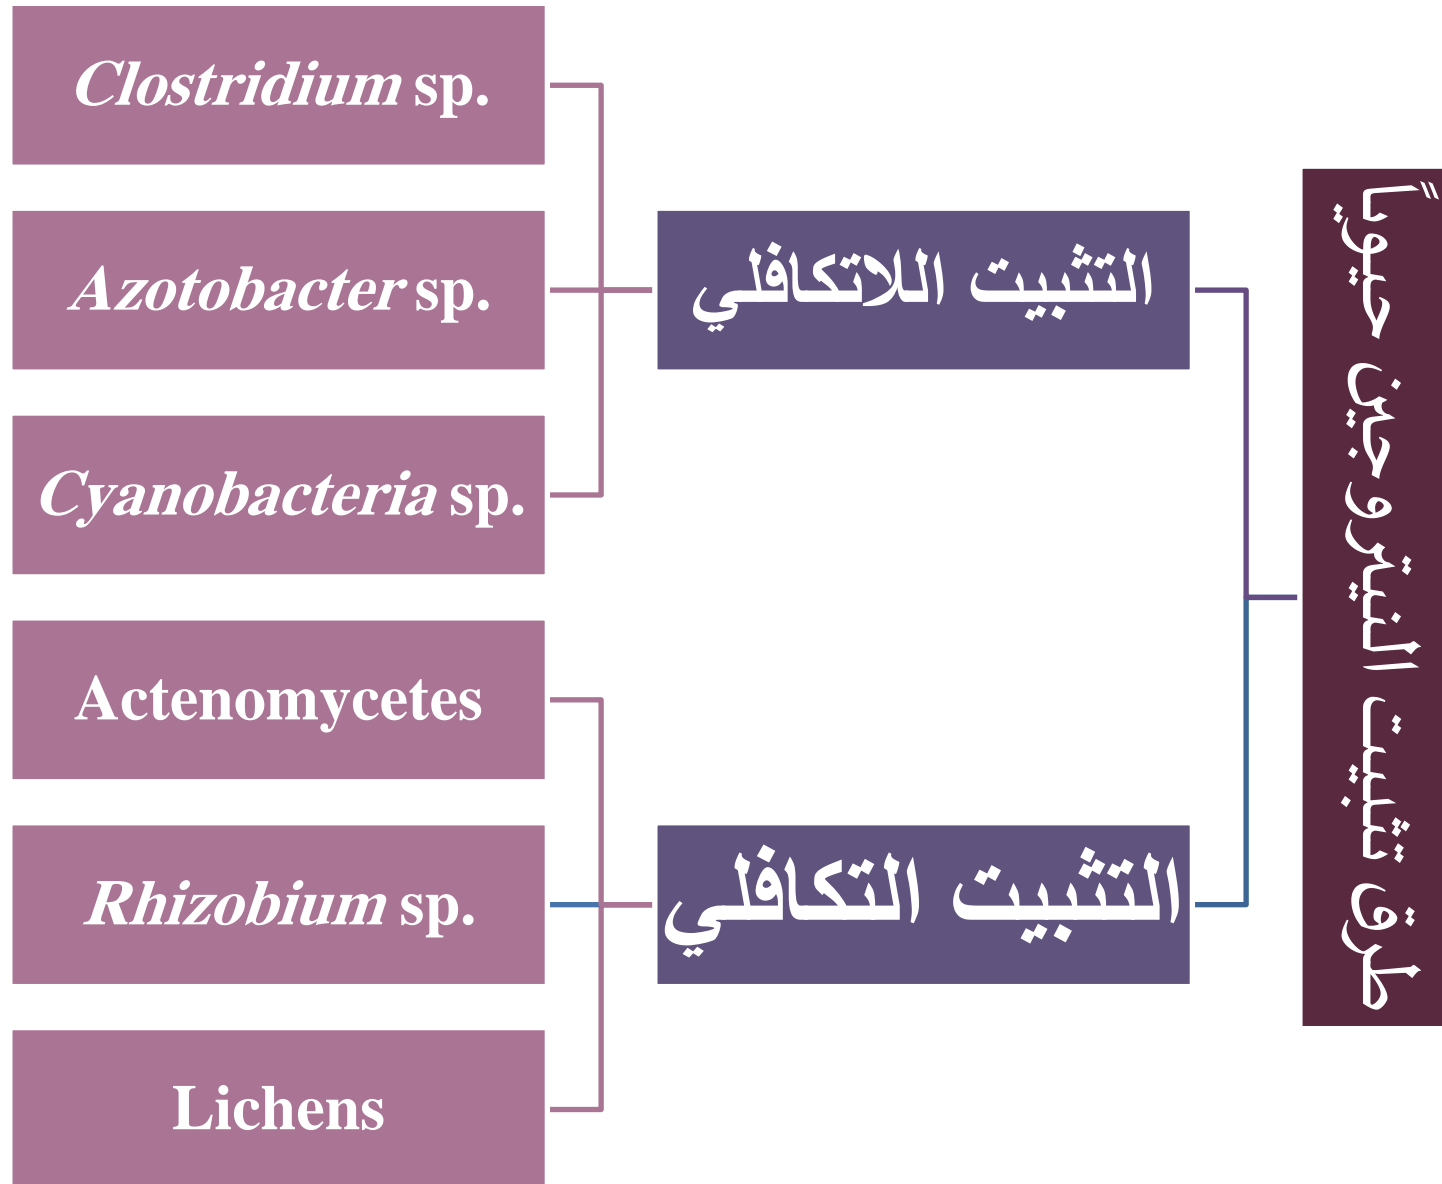 طرق تثبيت النيتروجين حيوياً
التثبيت اللاتكافلي
Clostridium sp.
Azotobacter sp.
Cyanobacteria sp.
التثبيت التكافلي
Actenomycetes
Rhizobium sp.
Lichens